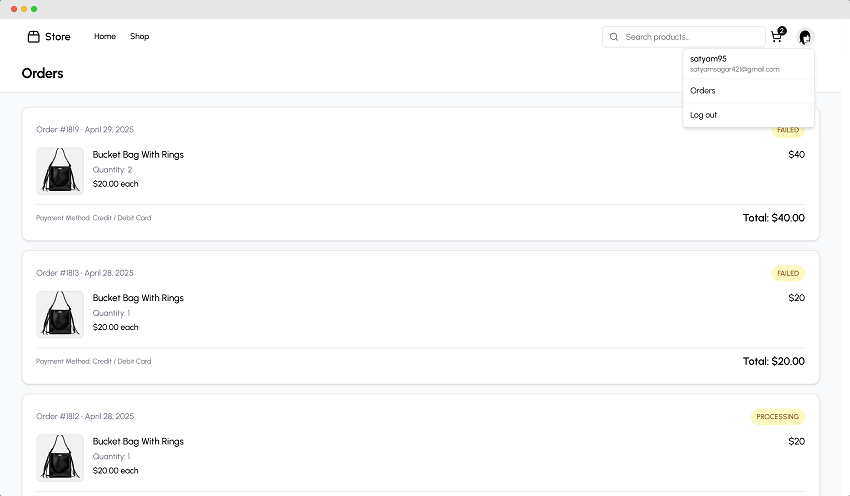 Store
Home
Shop
Search products...
2
satyam95
satyamsagar421@gmail.com
Orders
Log out
Orders
Order #1819 · April 29, 2025
FAILED
Bucket Bag With Rings
$40
Quantity: 2
$20.00 each
Payment Method: Credit / Debit Card
Total: $40.00
Order #1813 · April 28, 2025
FAILED
Bucket Bag With Rings
$20
Quantity: 1
$20.00 each
Payment Method: Credit / Debit Card
Total: $20.00
Order #1812 · April 28, 2025
PROCESSING
Bucket Bag With Rings
$20
Quantity: 1
$20.00 each